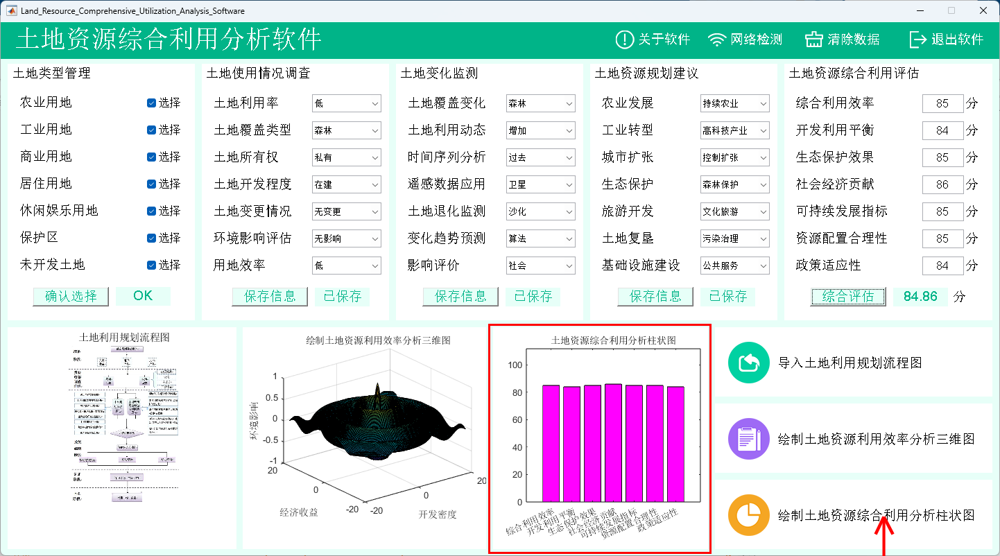 Land_Resource_Comprehensive_Utilization_Analysis_Software
土地资源综合利用分析软件
关于软件 网络检测 清除数据 退出软件
土地类型管理
农业用地 选择
工业用地 选择
商业用地 选择
居住用地 选择
休闲娱乐用地 选择
保护区 选择
未开发土地 选择
确认选择 OK
土地使用情况调查
土地利用率 低
土地覆盖类型 森林
土地所有权 私有
土地开发程度 在建
土地变更情况 无变更
环境影响评估 无影响
用地效率 低
保存信息 已保存
土地变化监测
土地覆盖变化 森林
土地利用动态 增加
时间序列分析 过去
遥感数据应用 卫星
土地退化监测 沙化
变化趋势预测 算法
影响评价 社会
保存信息 已保存
土地资源规划建议
农业发展 持续农业
工业转型 高科技产业
城市扩张 控制扩张
生态保护 森林保护
旅游开发 文化旅游
土地复垦 污染治理
基础设施建设 公共服务
保存信息 已保存
土地资源综合利用评估
综合利用效率 85 分
开发利用平衡 84 分
生态保护效果 85 分
社会经济贡献 86 分
可持续发展指标 85 分
资源配置合理性 85 分
政策适应性 84 分
综合评估 84.86 分
土地利用规划流程图
绘制土地资源利用效率分析三维图
1
0.5
0
-0.5
-1
环境影响
20
0
-20
经济收益
-20
0
20
开发密度
土地资源综合利用分析柱状图
100
80
60
40
20
0
综合利用效率
开发利用平衡
生态保护效果
社会经济贡献
可持续发展指标
资源配置合理性
政策适应性
导入土地利用规划流程图
绘制土地资源利用效率分析三维图
绘制土地资源综合利用分析柱状图